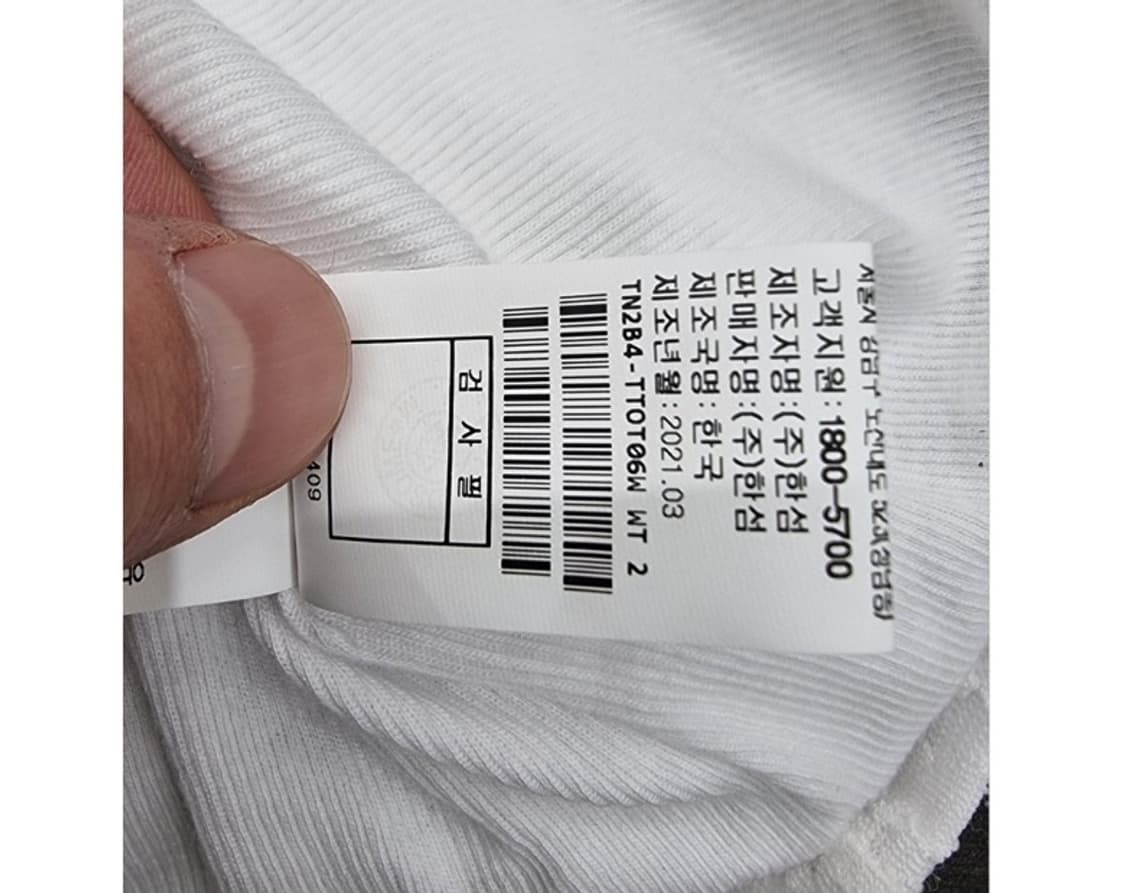 고객지원: 1800-5700
제조자명:(주)한섬
판매자명:(주)한섬
제조국명: 한국
제조년월:2021.03
TN2B4-TTOT06W WT 2
검 사 필
409